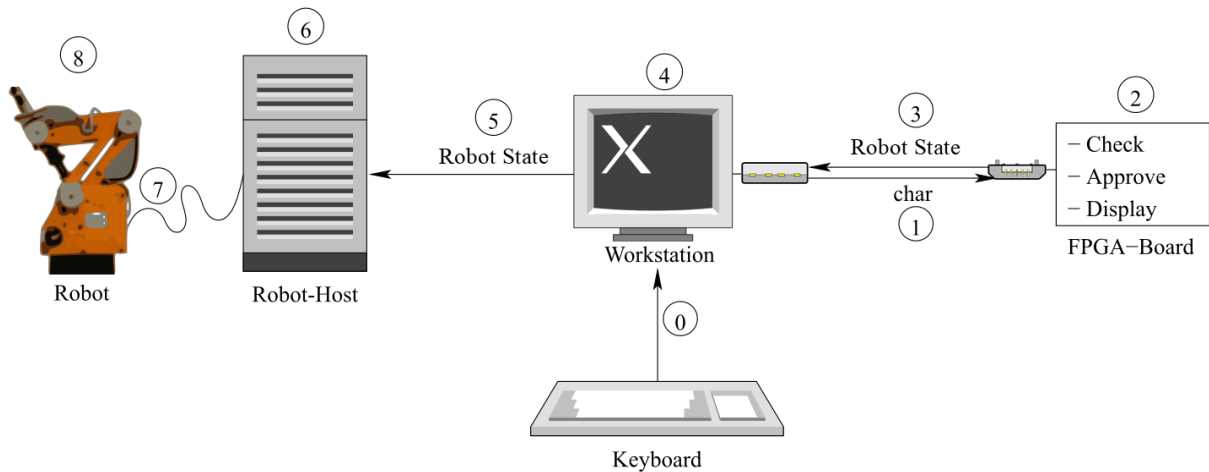 6
8
4
2
5
3
− Check
Robot State
Robot State
− Approve
7
char
− Display
1
Workstation
FPGA−Board
Robot
Robot-Host
0
Keyboard